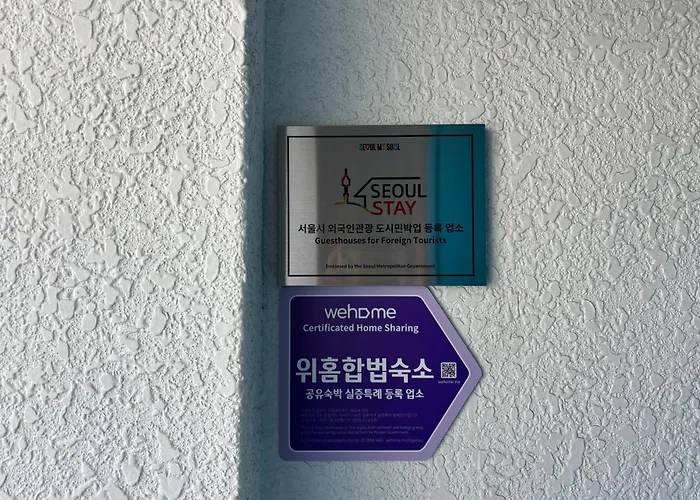 SEOUL MY SOUL
SEOUL
STAY
서울시 외국인관광 도시민박업 등록 업소
Guesthouses for Foreign Tourists
Endorsed by the Seoul Metropolitan Government
wehome
Certificated Home Sharing
위홈합법숙소
공유숙박 실증특례 등록 업소
wehome.me